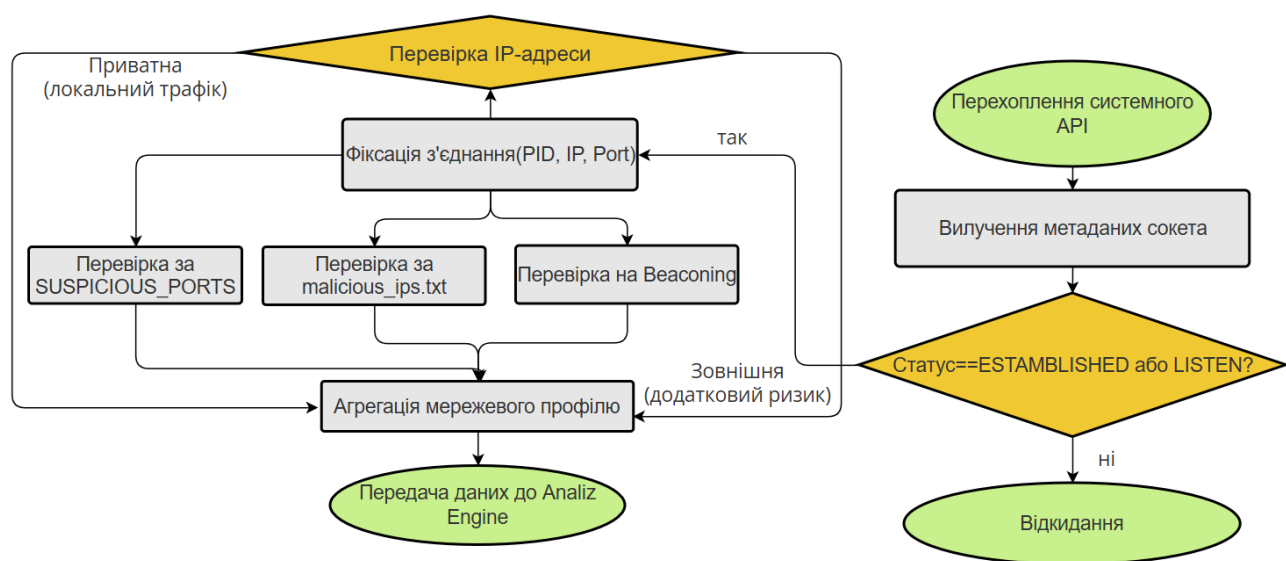 Перевірка IP-адреси
Приватна
(локальний трафік)
Перехоплення системного
API
Фіксація з'єднання(PID, IP, Port)
так
Вилучення метаданих сокета
Перевірка за
SUSPICIOUS_PORTS
Перевірка за
malicious_ips.txt
Перевірка на Beaconing
Статус==ESTAMBLISHED або LISTEN?
Зовнішня
(додатковий ризик)
Агрегація мережевого профілю
ні
Передача даних до Analiz
Engine
Відкидання